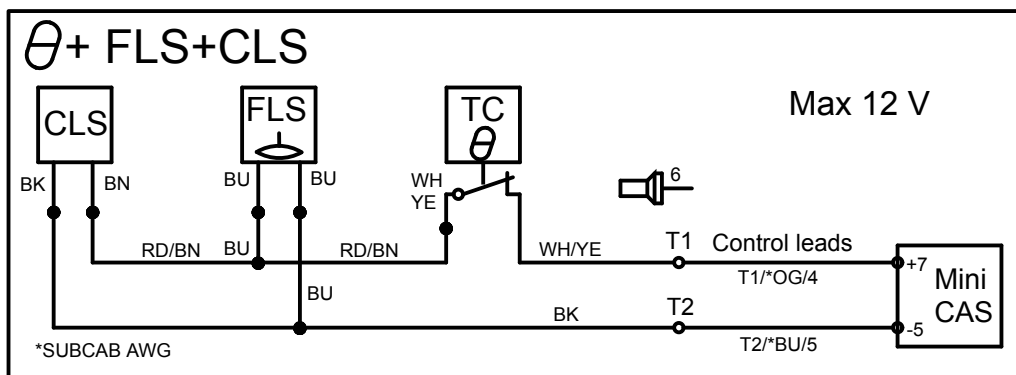 θ+ FLS+CLS
CLS
FLS
TC
θ
Max 12 V
BK
BN
BU
BU
WH
YE
6
RD/BN
BU
RD/BN
WH/YE
T1
Control leads
T1/*OG/4
+7
Mini
CAS
BU
BK
T2
-5
T2/*BU/5
*SUBCAB AWG